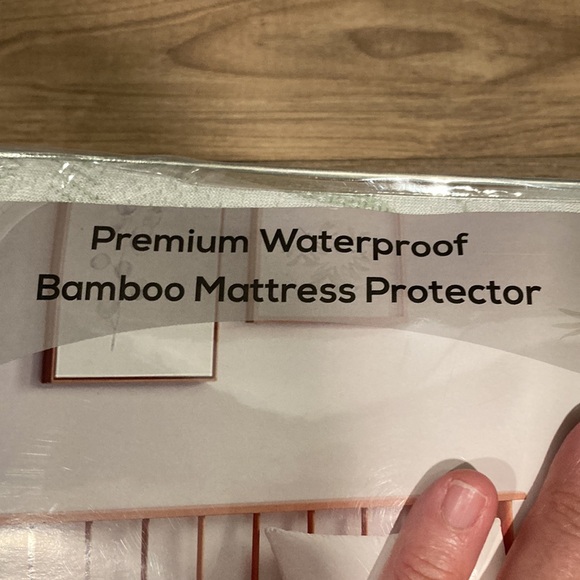 Premium Waterproof
Bamboo Mattress Protector